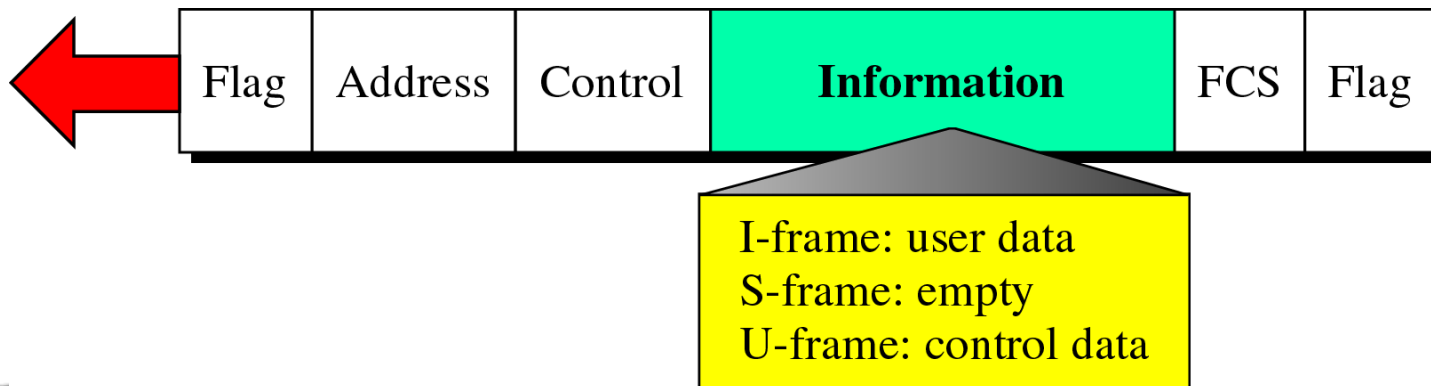 Flag Address Control Information FCS Flag
I-frame: user data
S-frame: empty
U-frame: control data